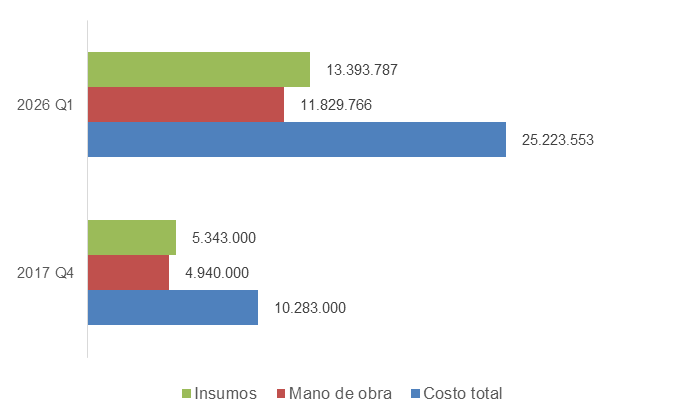 13.393.787
2026 Q1
11.829.766
25.223.553
5.343.000
2017 Q4
4.940.000
10.283.000
Insumos Mano de obra Costo total